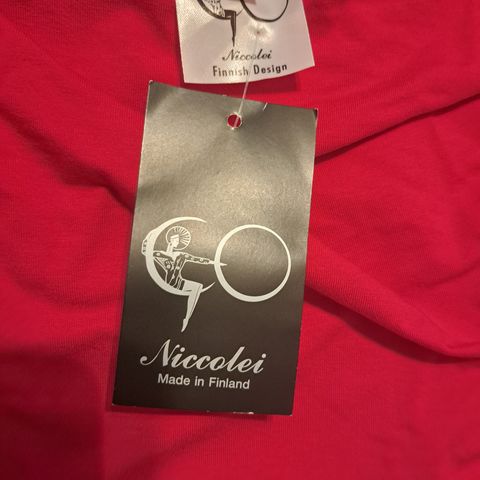 Niccolei
Finnish Design
Niccolei
Made in Finland